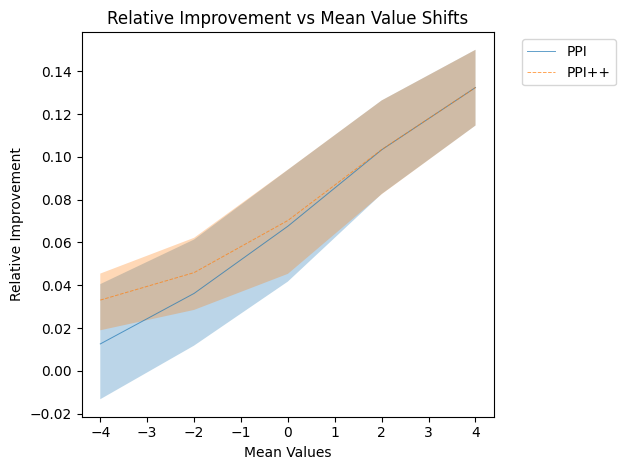 Relative Improvement vs Mean Value Shifts
PPI
PPI++
Relative Improvement
0.14
0.12
0.10
0.08
0.06
0.04
0.02
0.00
−0.02
−4 −3 −2 −1 0 1 2 3 4
Mean Values